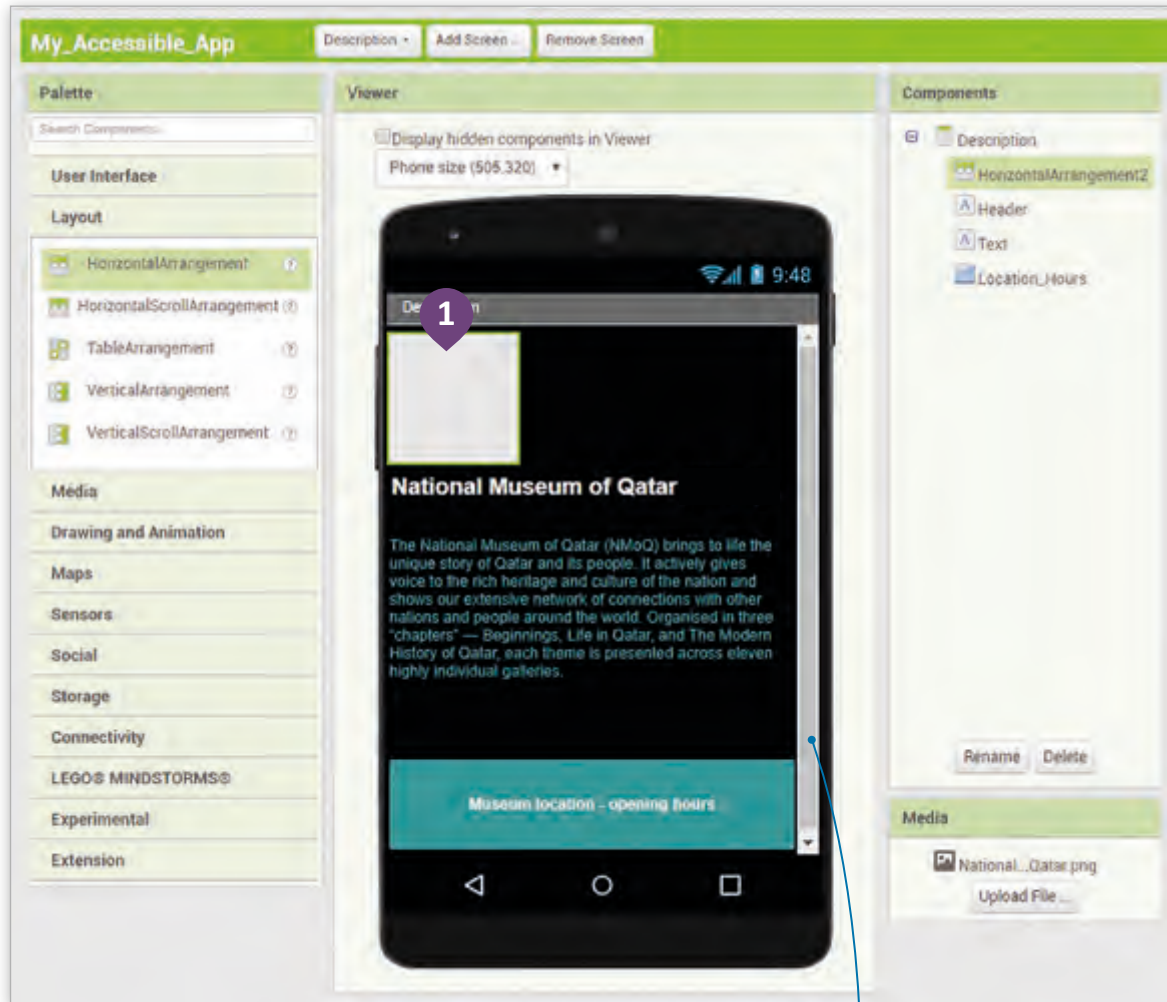 My_Accessible_App
Description
Add Screen ...
Remove Screen
Palette
Search Components...
User Interface
Layout
HorizontalArrangement
HorizontalScrollArrangement
TableArrangement
VerticalArrangement
VerticalScrollArrangement
Media
Drawing and Animation
Maps
Sensors
Social
Storage
Connectivity
LEGO® MINDSTORMS®
Experimental
Extension
Viewer
Display hidden components in Viewer
Phone size (505,320)
9:48
1
National Museum of Qatar
The National Museum of Qatar (NMoQ) brings to life the
unique story of Qatar and its people. It actively gives
voice to the rich heritage and culture of the nation and
shows our extensive network of connections with other
nations and people around the world. Organised in three
"chapters" — Beginnings, Life in Qatar, and The Modern
History of Qatar, each theme is presented across eleven
highly individual galleries.
Museum location - opening hours
Components
Description
HorizontalArrangement2
Header
Text
Location_Hours
Rename Delete
Media
National...Qatar.png
Upload File ...